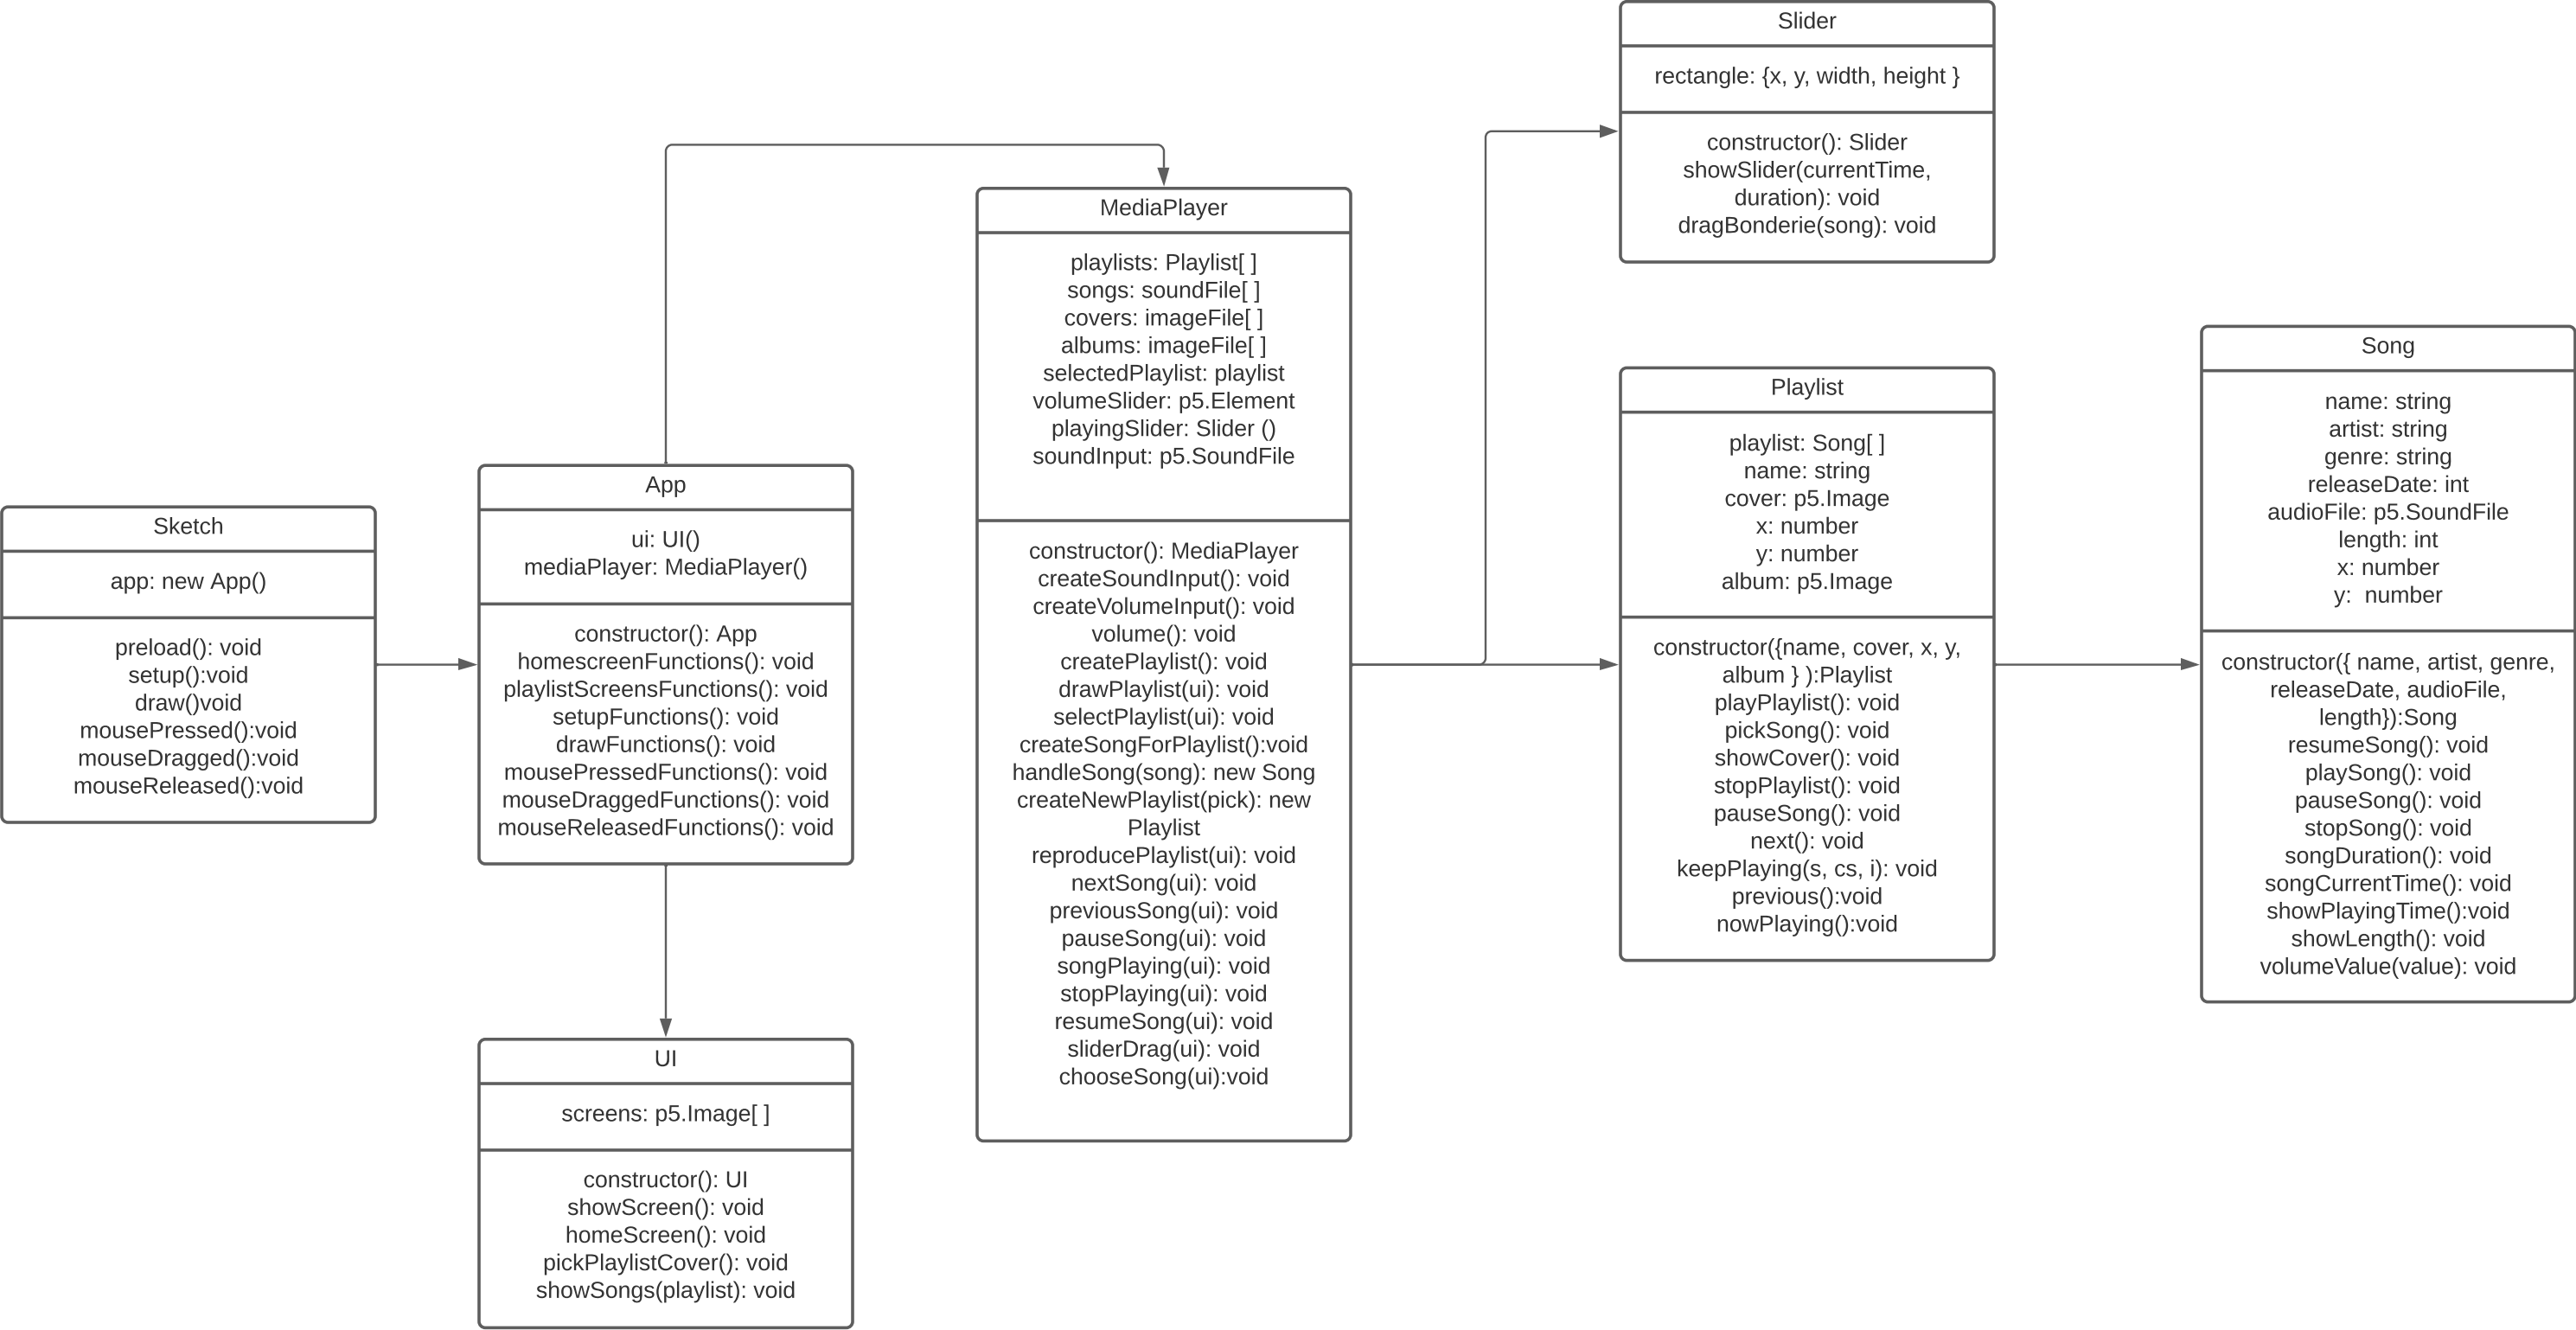 Sketch
app: new App()
preload(): void
setup():void
draw()void
mousePressed():void
mouseDragged():void
mouseReleased():void
App
ui: UI()
mediaPlayer: MediaPlayer()
constructor(): App
homescreenFunctions(): void
playlistScreensFunctions(): void
setupFunctions(): void
drawFunctions(): void
mousePressedFunctions(): void
mouseDraggedFunctions(): void
mouseReleasedFunctions(): void
UI
screens: p5.Image[ ]
constructor(): UI
showScreen(): void
homeScreen(): void
pickPlaylistCover(): void
showSongs(playlist): void
MediaPlayer
playlists: Playlist[ ]
songs: soundFile[ ]
covers: imageFile[ ]
albums: imageFile[ ]
selectedPlaylist: playlist
volumeSlider: p5.Element
playingSlider: Slider ()
soundInput: p5.SoundFile
constructor(): MediaPlayer
createSoundInput(): void
createVolumeInput(): void
volume(): void
createPlaylist(): void
drawPlaylist(ui): void
selectPlaylist(ui): void
createSongForPlaylist():void
handleSong(song): new Song
createNewPlaylist(pick): new
Playlist
reproducePlaylist(ui): void
nextSong(ui): void
previousSong(ui): void
pauseSong(ui): void
songPlaying(ui): void
stopPlaying(ui): void
resumeSong(ui): void
sliderDrag(ui): void
chooseSong(ui):void
Slider
rectangle: {x, y, width, height }
constructor(): Slider
showSlider(currentTime,
duration): void
dragBonderie(song): void
Playlist
playlist: Song[ ]
name: string
cover: p5.Image
x: number
y: number
album: p5.Image
constructor({name, cover, x, y,
album } ):Playlist
playPlaylist(): void
pickSong(): void
showCover(): void
stopPlaylist(): void
pauseSong(): void
next(): void
keepPlaying(s, cs, i): void
previous():void
nowPlaying():void
Song
name: string
artist: string
genre: string
releaseDate: int
audioFile: p5.SoundFile
length: int
x: number
y:  number
constructor({ name, artist, genre,
releaseDate, audioFile,
length}):Song
resumeSong(): void
playSong(): void
pauseSong(): void
stopSong(): void
songDuration(): void
songCurrentTime(): void
showPlayingTime():void
showLength(): void
volumeValue(value): void